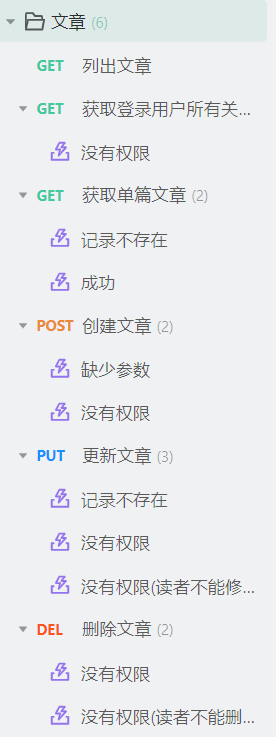 文章 (6)
GET 列出文章
GET 获取登录用户所有关...
没有权限
GET 获取单篇文章 (2)
记录不存在
成功
POST 创建文章 (2)
缺少参数
没有权限
PUT 更新文章 (3)
记录不存在
没有权限
没有权限(读者不能修...
DEL 删除文章 (2)
没有权限
没有权限(读者不能删...